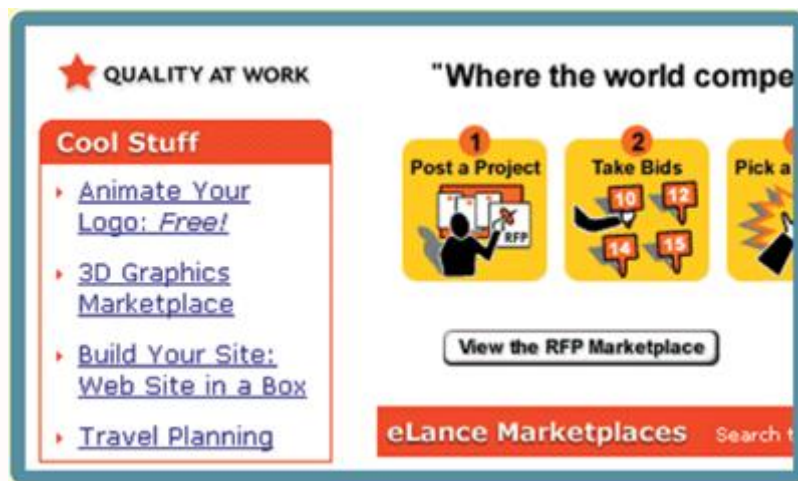 QUALITY AT WORK
"Where the world compe
Cool Stuff
Animate Your
Logo: Free!
3D Graphics
Marketplace
Build Your Site:
Web Site in a Box
Travel Planning
1
Post a Project
RFP
2
Take Bids
10 12
14 15
Pick a
View the RFP Marketplace
eLance Marketplaces Search t